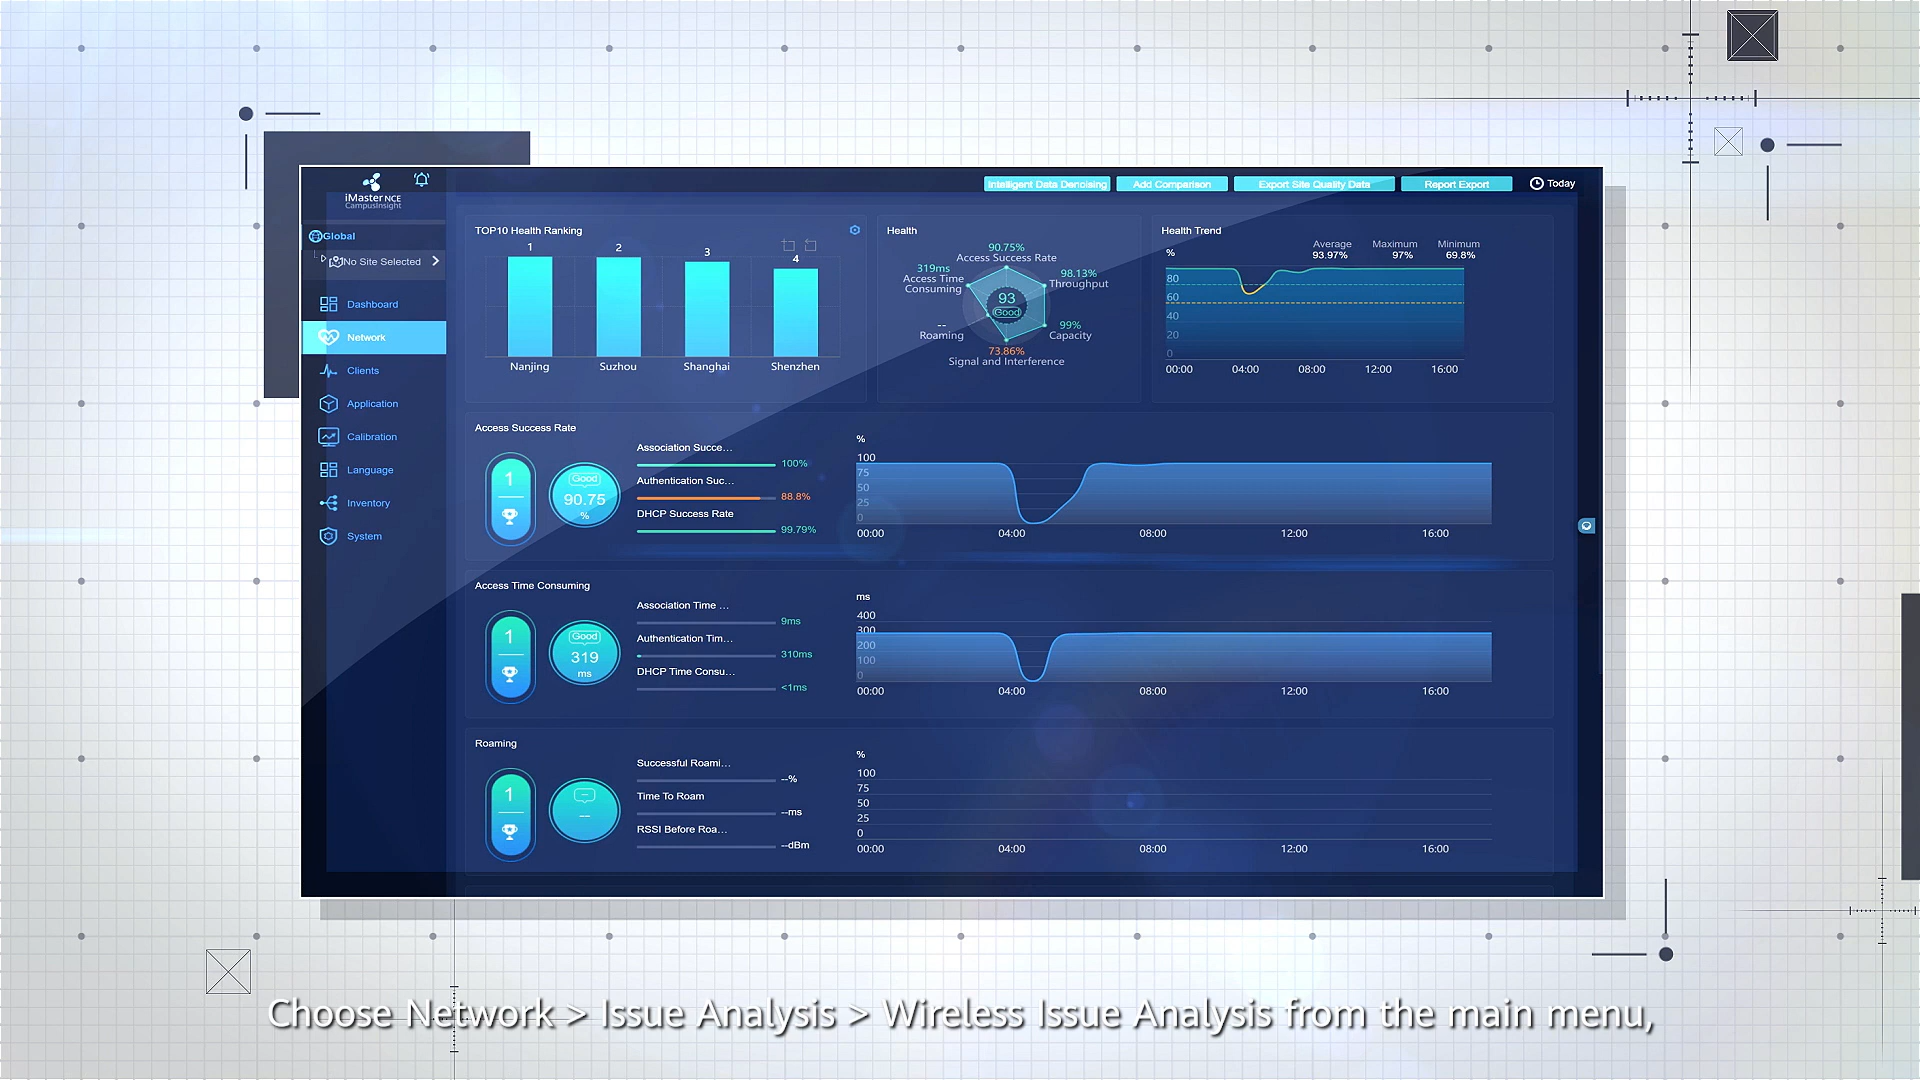 iMaster NCE
CampusInsight
Intelligent Data Denoising
Add Comparison
Export Site Quality Data
Report Export
Today
Global
No Site Selected
Dashboard
Network
Clients
Application
Calibration
Language
Inventory
System
TOP10 Health Ranking
1
2
3
4
Nanjing
Suzhou
Shanghai
Shenzhen
Health
90.75%
Access Success Rate
319ms
Access Time
Consuming
98.13%
Throughput
93
Good
--
Roaming
99%
Capacity
73.86%
Signal and Interference
Health Trend
%
Average
93.97%
Maximum
97%
Minimum
69.8%
80
60
40
20
0
00:00 04:00 08:00 12:00 16:00
Access Success Rate
1
Good
90.75
%
Association Succe...
100%
Authentication Suc...
88.8%
DHCP Success Rate
99.79%
%
100
75
50
25
0
00:00 04:00 08:00 12:00 16:00
Access Time Consuming
1
Good
319
ms
Association Time ...
9ms
Authentication Tim...
310ms
DHCP Time Consu...
<1ms
ms
400
300
200
100
0
00:00 04:00 08:00 12:00 16:00
Roaming
1
--
--
Successful Roami...
--%
Time To Roam
--ms
RSSI Before Roa...
--dBm
%
100
75
50
25
0
00:00 04:00 08:00 12:00 16:00
Choose Network > Issue Analysis > Wireless Issue Analysis from the main menu,